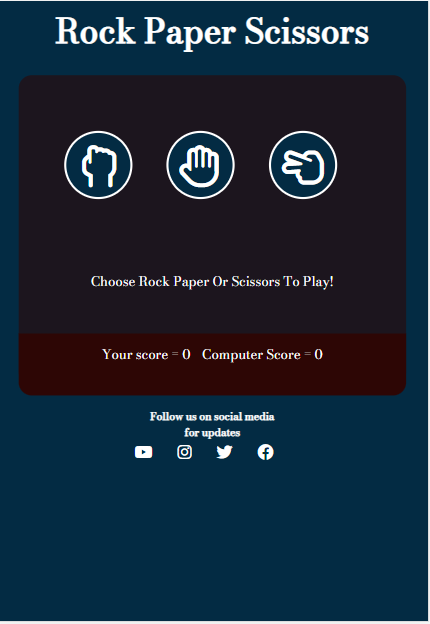 Rock Paper Scissors
Choose Rock Paper Or Scissors To Play!
Your score = 0 Computer Score = 0
Follow us on social media
for updates